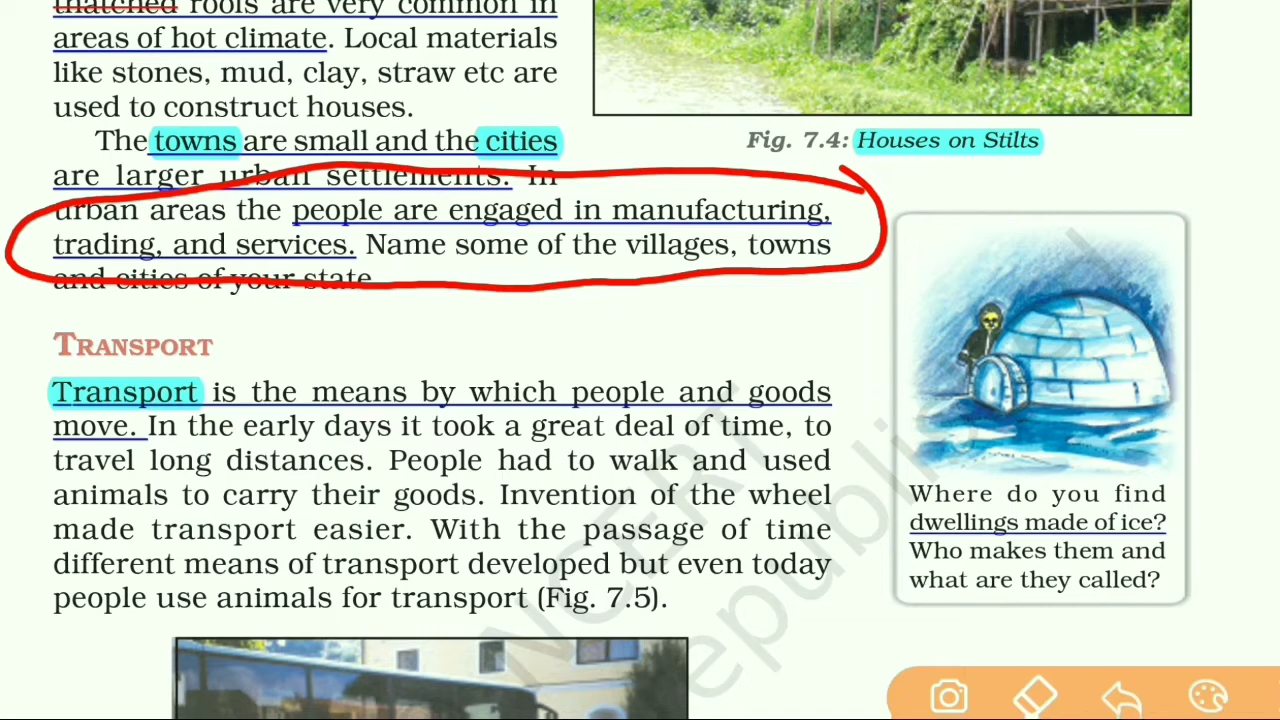 thatched roofs are very common in
areas of hot climate. Local materials
like stones, mud, clay, straw etc are
used to construct houses.
The towns are small and the cities
are larger urban settlements. In
urban areas the people are engaged in manufacturing,
trading, and services. Name some of the villages, towns
and cities of your state.
Fig. 7.4: Houses on Stilts
TRANSPORT
Transport is the means by which people and goods
move. In the early days it took a great deal of time, to
travel long distances. People had to walk and used
animals to carry their goods. Invention of the wheel
made transport easier. With the passage of time
different means of transport developed but even today
people use animals for transport (Fig. 7.5).
Where do you find
dwellings made of ice?
Who makes them and
what are they called?
NCERT
republi